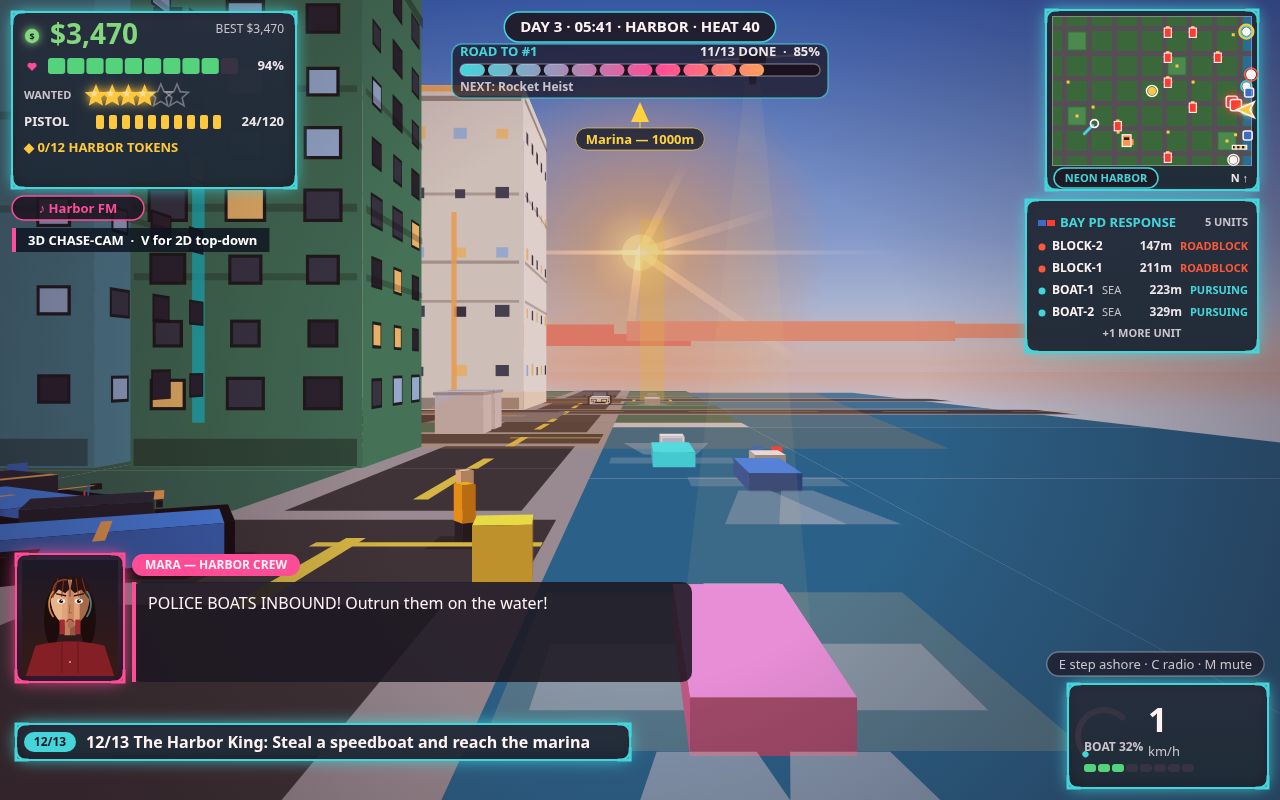 $ $3,470 BEST $3,470
94%
WANTED
PISTOL 24/120
◆ 0/12 HARBOR TOKENS
♪ Harbor FM
3D CHASE-CAM · V for 2D top-down
DAY 3 · 05:41 · HARBOR · HEAT 40
ROAD TO #1 11/13 DONE · 85%
NEXT: Rocket Heist
Marina — 1000m
NEON HARBOR N ↑
BAY PD RESPONSE 5 UNITS
BLOCK-2 147m ROADBLOCK
BLOCK-1 211m ROADBLOCK
BOAT-1 SEA 223m PURSUING
BOAT-2 SEA 329m PURSUING
+1 MORE UNIT
MARA — HARBOR CREW
POLICE BOATS INBOUND! Outrun them on the water!
12/13 12/13 The Harbor King: Steal a speedboat and reach the marina
E step ashore · C radio · M mute
1
BOAT 32% km/h